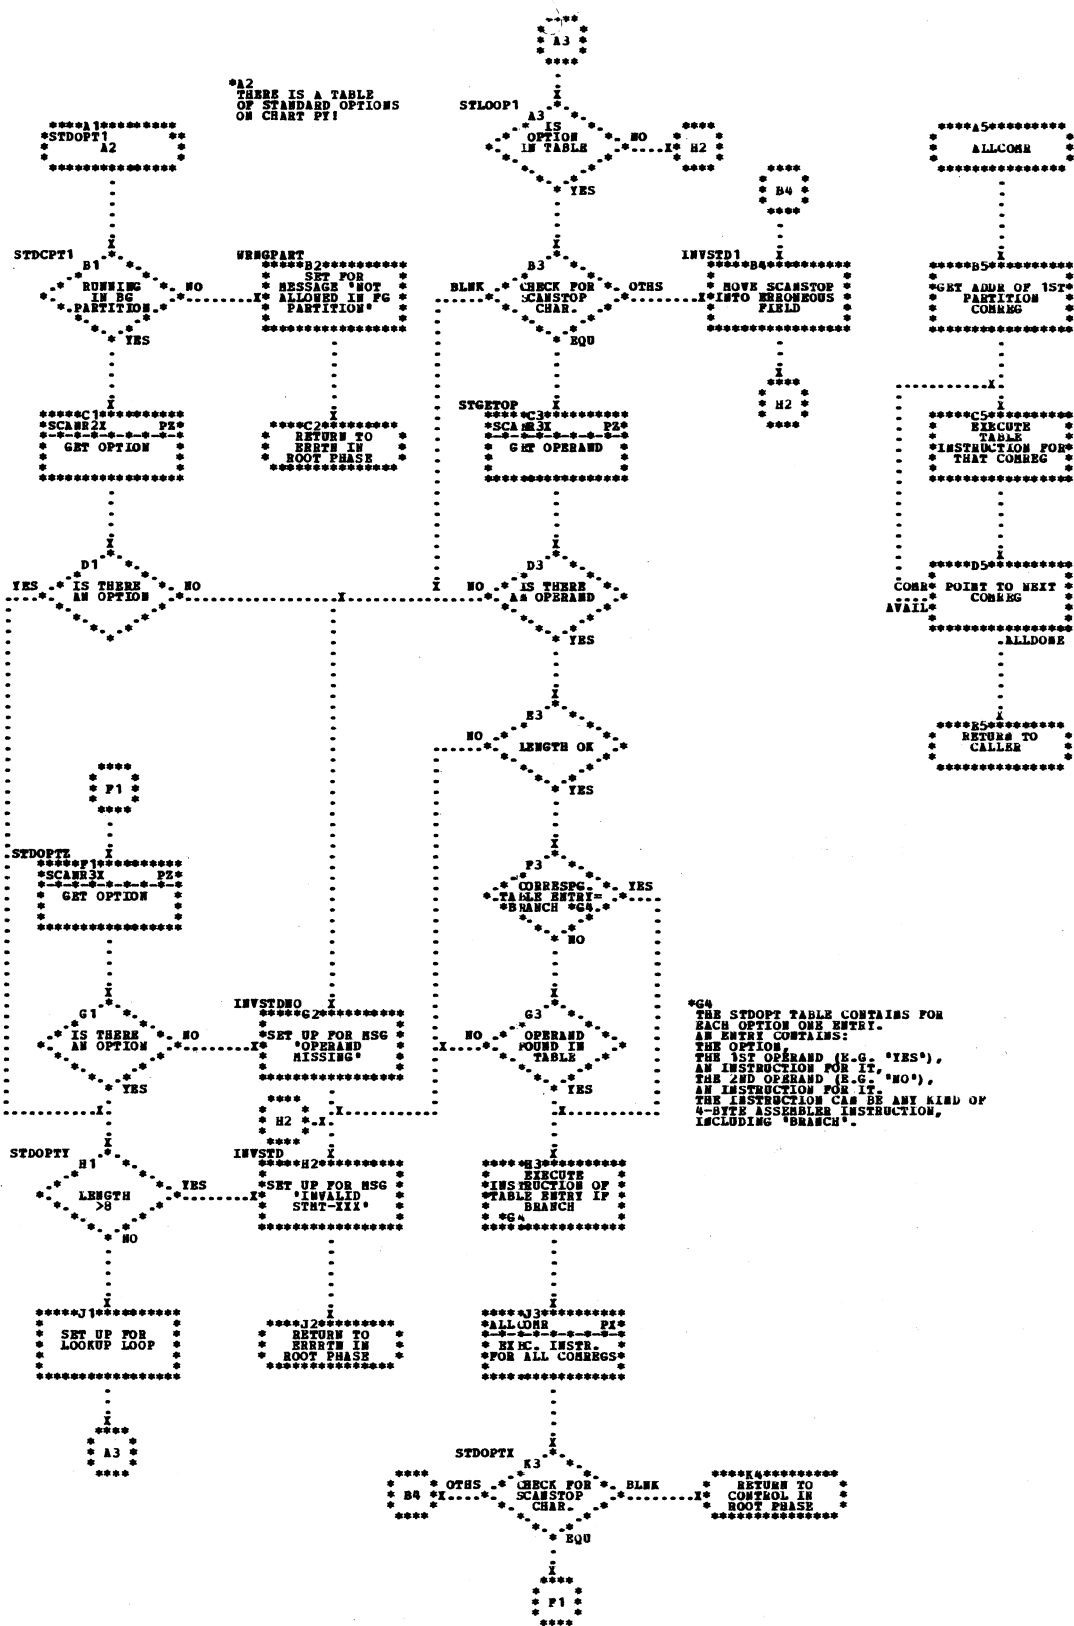 A3
*A2
THERE IS A TABLE
OF STANDARD OPTIONS
ON CHART PY!
STLOOP1
A1
STDOPT1
A2
A3
IS
OPTION
IN TABLE
NO
H2
YES
A5
ALLCOMR
B4
STDCPT1
B1
RUNNING
IN BG
PARTITION
NO
YES
WRNGPART
B2
SET FOR
MESSAGE 'NOT
ALLOWED IN FG
PARTITION'
BLNK
B3
CHECK FOR
SCANSTOP
CHAR.
OTHS
EQU
INVSTD1
B4
MOVE SCANSTOP
INTO ERRONEOUS
FIELD
B5
GET ADDR OF 1ST
PARTITION
COMREG
H2
C1
SCANR2X PZ
GET OPTION
C2
RETURN TO
ERRTN IN
ROOT PHASE
STGETOP
C3
SCANR3X PZ
GET OPERAND
C5
EXECUTE
TABLE
INSTRUCTION FOR
THAT COMREG
D1
YES
IS THERE
AN OPTION
NO
D3
NO
IS THERE
AN OPERAND
YES
D5
COMR
AVAIL
POINT TO NEXT
COMREG
ALLDONE
E3
NO
LENGTH OK
YES
E5
RETURN TO
CALLER
F1
STDOPTZ
F1
SCANR3X PZ
GET OPTION
F3
CORRESPG.
TABLE ENTRY=
BRANCH *G4
YES
NO
G1
IS THERE
AN OPTION
NO
YES
INVSTDNO
G2
SET UP FOR MSG
'OPERAND
MISSING'
G3
NO
OPERAND
FOUND IN
TABLE
YES
*G4
THE STDOPT TABLE CONTAINS FOR
EACH OPTION ONE ENTRY.
AN ENTRY CONTAINS:
THE OPTION,
THE 1ST OPERAND (E.G. 'YES'),
AN INSTRUCTION FOR IT,
THE 2ND OPERAND (E.G. 'NO'),
AN INSTRUCTION FOR IT.
THE INSTRUCTION CAN BE ANY KIND OF
4-BYTE ASSEMBLER INSTRUCTION,
INCLUDING 'BRANCH'.
H2
STDOPTY
H1
LENGTH
>8
YES
NO
INVSTD
H2
SET UP FOR MSG
'INVALID
STMT-XXX'
H3
EXECUTE
INSTRUCTION OF
TABLE ENTRY IF
BRANCH
*G4
J1
SET UP FOR
LOOKUP LOOP
J2
RETURN TO
ERRRTN IN
ROOT PHASE
J3
ALLCOMR PX
EXEC. INSTR.
FOR ALL COMREGS
A3
STDOPTX
K3
B4
OTHS
CHECK FOR
SCANSTOP
CHAR.
BLNK
EQU
K4
RETURN TO
CONTROL IN
ROOT PHASE
F1